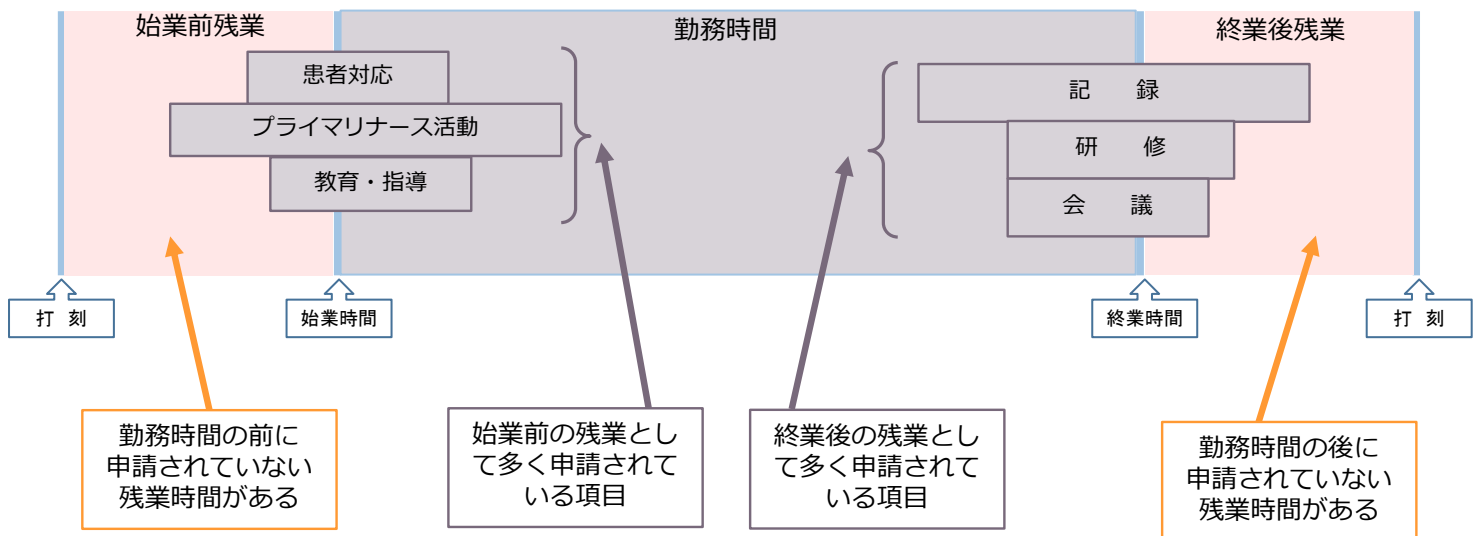 始業前残業
勤務時間
終業後残業
患者対応
プライマリナース活動
教育・指導
記　録
研　修
会　議
打 刻
始業時間
終業時間
打 刻
勤務時間の前に
申請されていない
残業時間がある
始業前の残業とし
て多く申請されて
いる項目
終業後の残業とし
て多く申請されて
いる項目
勤務時間の後に
申請されていない
残業時間がある